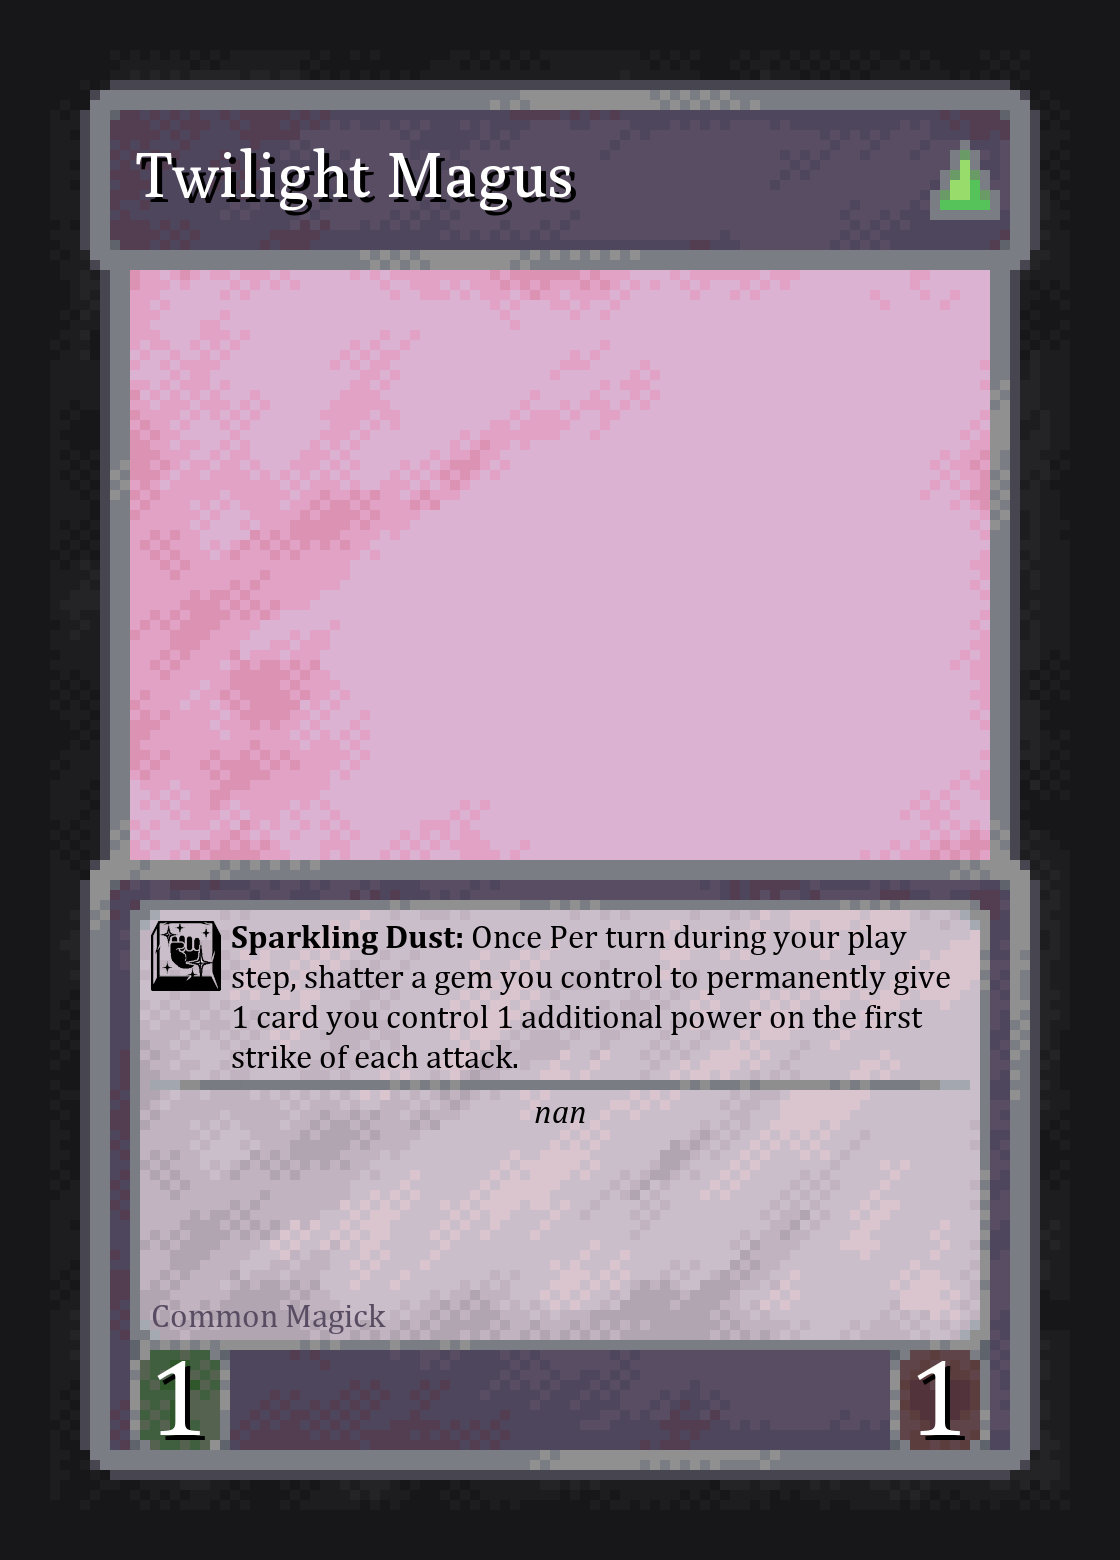 Twilight Magus
Sparkling Dust: Once Per turn during your play
step, shatter a gem you control to permanently give
1 card you control 1 additional power on the first
strike of each attack.
nan
Common Magick
1
1